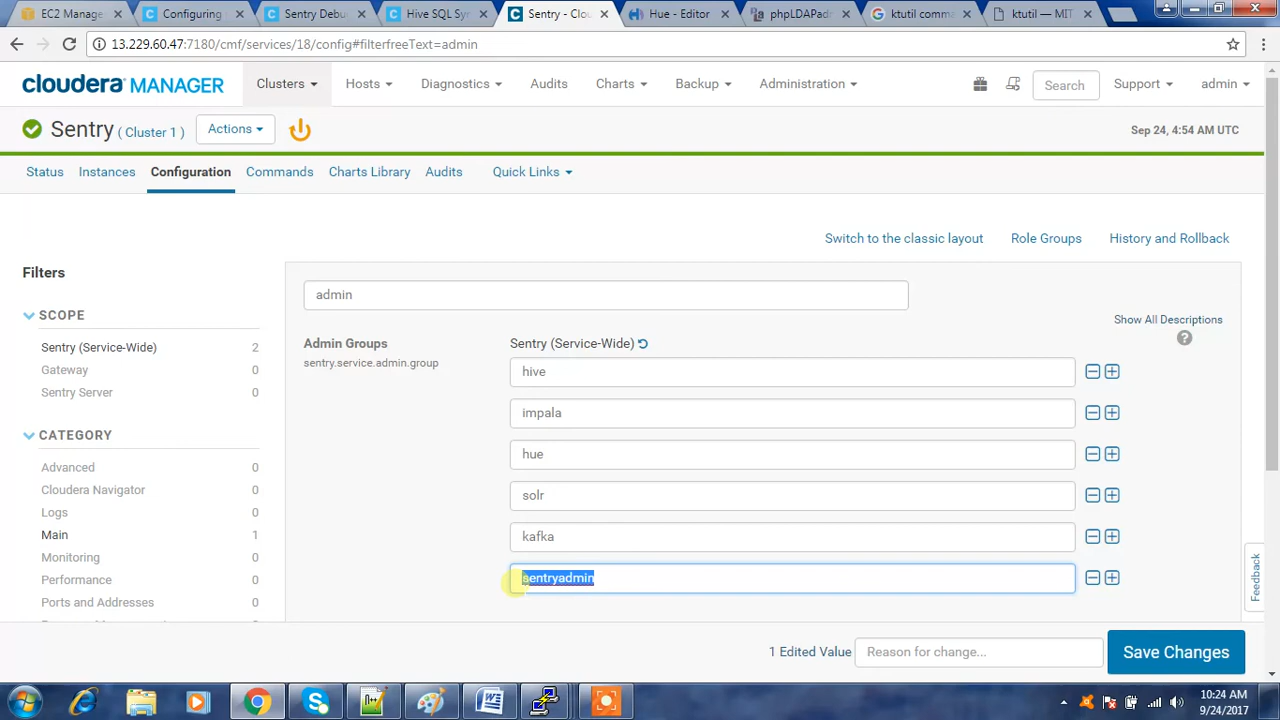 EC2 Manage
Configuring
Sentry Debu
Hive SQL Syn
Sentry - Clou
Hue - Editor
phpLDAPad
ktutil comma
ktutil — MIT
13.229.60.47:7180/cmf/services/18/config#filterfreeText=admin
cloudera MANAGER
Clusters
Hosts
Diagnostics
Audits
Charts
Backup
Administration
Search
Support
admin
Sentry ( Cluster 1 )
Actions
Sep 24, 4:54 AM UTC
Status
Instances
Configuration
Commands
Charts Library
Audits
Quick Links
Switch to the classic layout
Role Groups
History and Rollback
Filters
SCOPE
Sentry (Service-Wide) 2
Gateway 0
Sentry Server 0
CATEGORY
Advanced 0
Cloudera Navigator 0
Logs 0
Main 1
Monitoring 0
Performance 0
Ports and Addresses 0
admin
Show All Descriptions
Admin Groups
sentry.service.admin.group
Sentry (Service-Wide)
hive
impala
hue
solr
kafka
sentryadmin
Feedback
1 Edited Value
Reason for change...
Save Changes
10:24 AM
9/24/2017